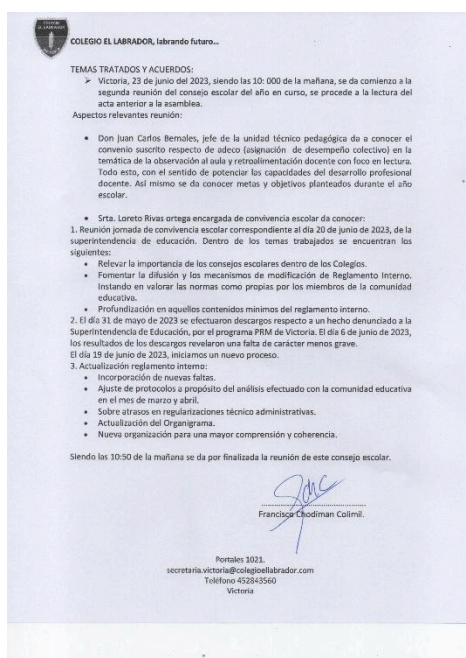 COLEGIO EL LABRADOR, labrando futuro...
TEMAS TRATADOS Y ACUERDOS:
➢ Victoria, 23 de junio del 2023, siendo las 10: 000 de la mañana, se da comienzo a la
segunda reunión del consejo escolar del año en curso, se procede a la lectura del
acta anterior a la asamblea.
Aspectos relevantes reunión:
• Don Juan Carlos Bernales, jefe de la unidad técnico pedagógica da a conocer el
convenio suscrito respecto de adeco (asignación de desempeño colectivo) en la
temática de la observación al aula y retroalimentación docente con foco en lectura.
Todo esto, con el sentido de potenciar las capacidades del desarrollo profesional
docente. Así mismo se da conocer metas y objetivos planteados durante el año
escolar.
• Srta. Loreto Rivas ortega encargada de convivencia escolar da conocer:
1. Reunión jornada de convivencia escolar correspondiente al día 20 de junio de 2023, de la
superintendencia de educación. Dentro de los temas trabajados se encuentran los
siguientes:
• Relevar la importancia de los consejos escolares dentro de los Colegios.
• Fomentar la difusión y los mecanismos de modificación de Reglamento Interno.
Instando en valorar las normas como propias por los miembros de la comunidad
educativa.
• Profundización en aquellos contenidos mínimos del reglamento interno.
2. El día 31 de mayo de 2023 se efectuaron descargos respecto a un hecho denunciado a la
Superintendencia de Educación, por el programa PRM de Victoria. El día 6 de junio de 2023,
los resultados de los descargos revelaron una falta de carácter menos grave.
El día 19 de junio de 2023, iniciamos un nuevo proceso.
3. Actualización reglamento interno:
• Incorporación de nuevas faltas.
• Ajuste de protocolos a propósito del análisis efectuado con la comunidad educativa
en el mes de marzo y abril.
• Sobre atrasos en regularizaciones técnico administrativas.
• Actualización del Organigrama.
• Nueva organización para una mayor comprensión y coherencia.
Siendo las 10:50 de la mañana se da por finalizada la reunión de este consejo escolar.
Francisco Chodiman Colimil.
Portales 1021.
secretaria.victoria@colegioellabrador.com
Teléfono 452843560
Victoria